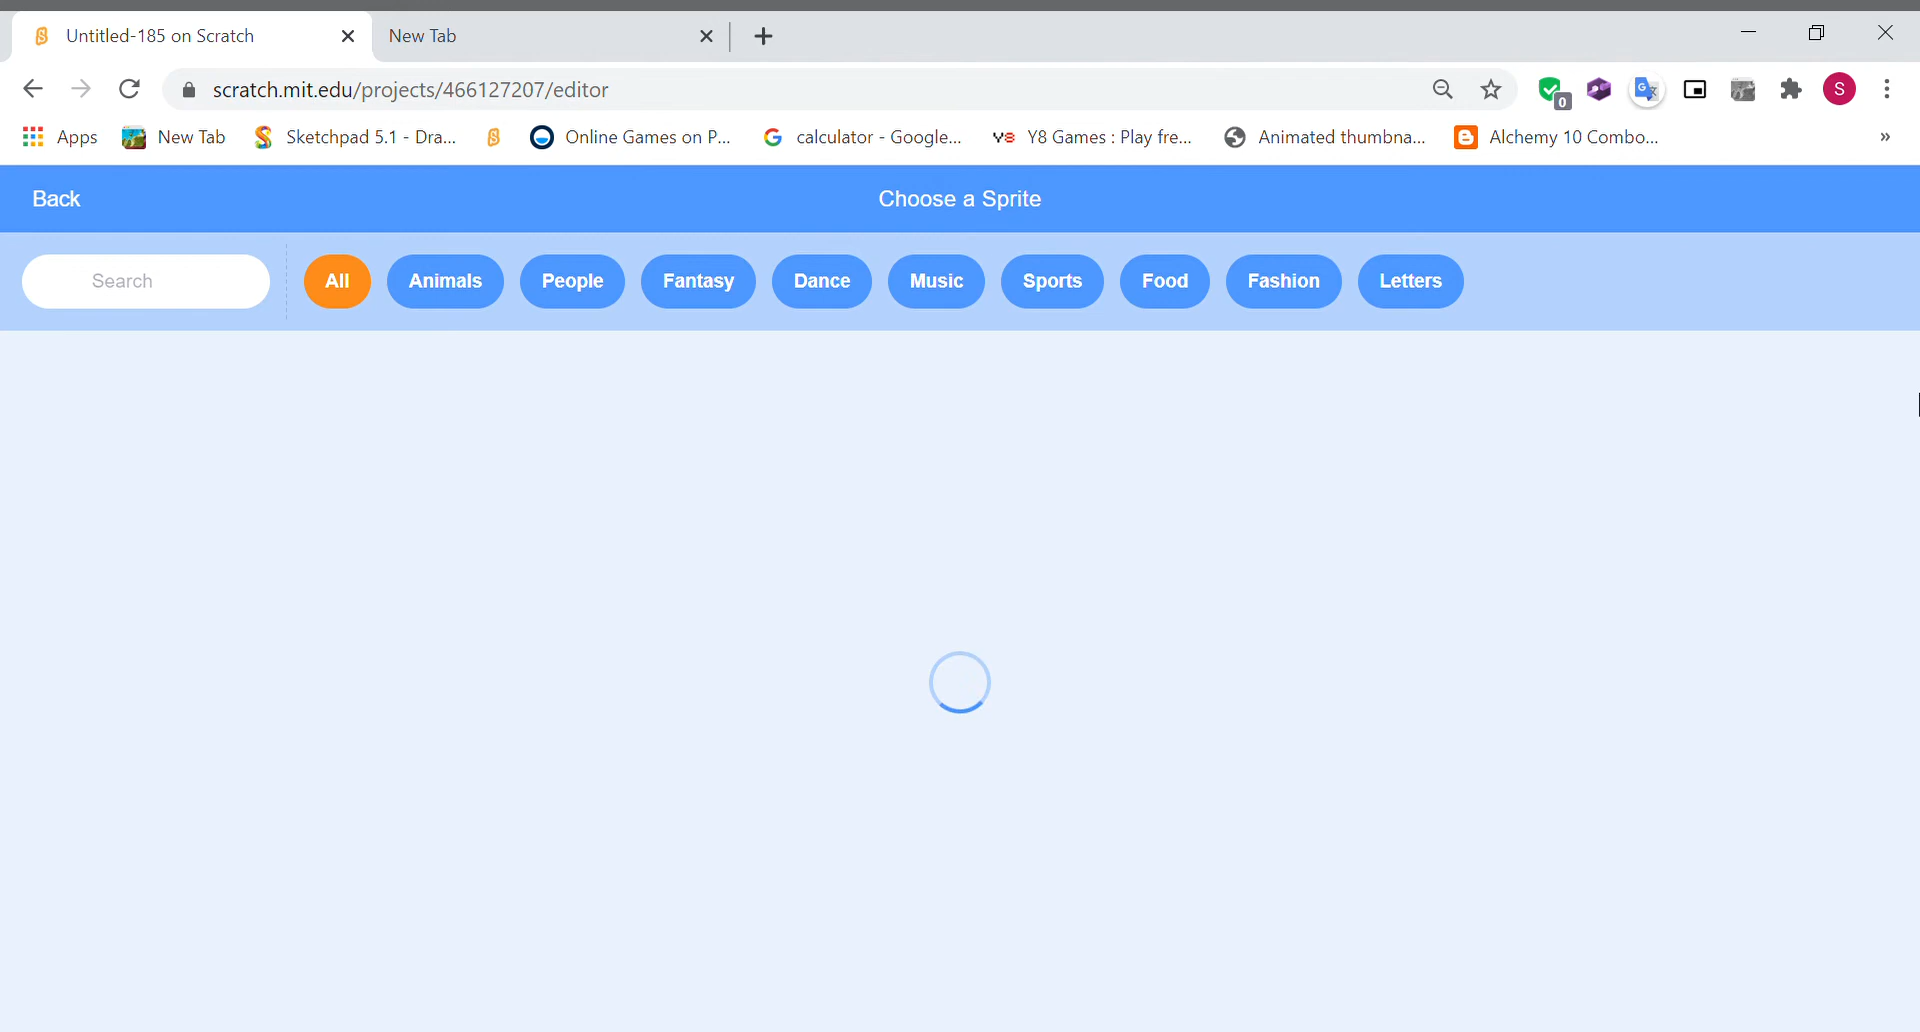 Untitled-185 on Scratch
New Tab
scratch.mit.edu/projects/466127207/editor
0
S
Apps
New Tab
Sketchpad 5.1 - Dra...
Online Games on P...
calculator - Google...
Y8 Games : Play fre...
Animated thumbna...
Alchemy 10 Combo...
»
Back
Choose a Sprite
Search
All
Animals
People
Fantasy
Dance
Music
Sports
Food
Fashion
Letters